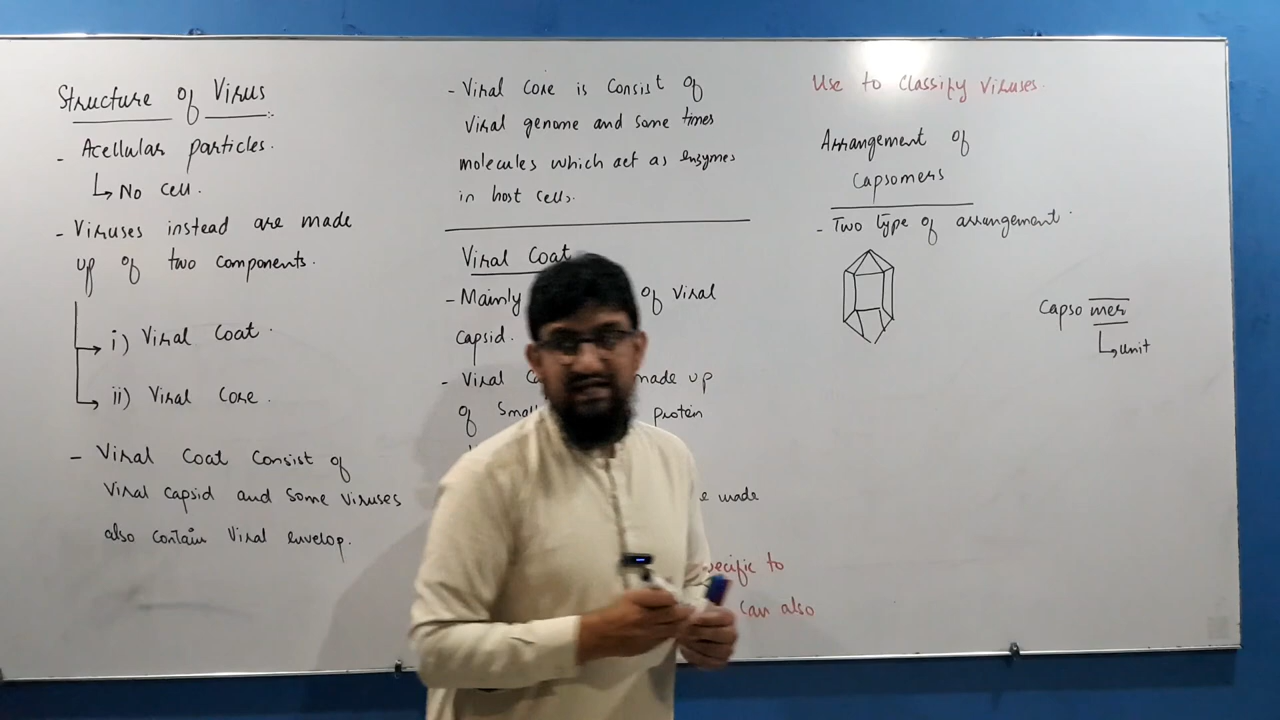 Structure of Virus
- Acellular particles.
↳ No cell.
- Viruses instead are made
up of two components.
i) Viral Coat.
ii) Viral Core.
- Viral Coat Consist of
Viral Capsid and Some Viruses
also Contain Viral envelop.
- Viral Core is Consist of
Viral genome and Some times
molecules which act as enzymes
in host cells.
Viral Coat
- Mainly of Viral
Capsid.
- Viral made up
of protein
made
to
Can also
Use to Classify Viruses.
Arrangement of
Capsomers
- Two type of arrangement.
Capsomer
↳ unit